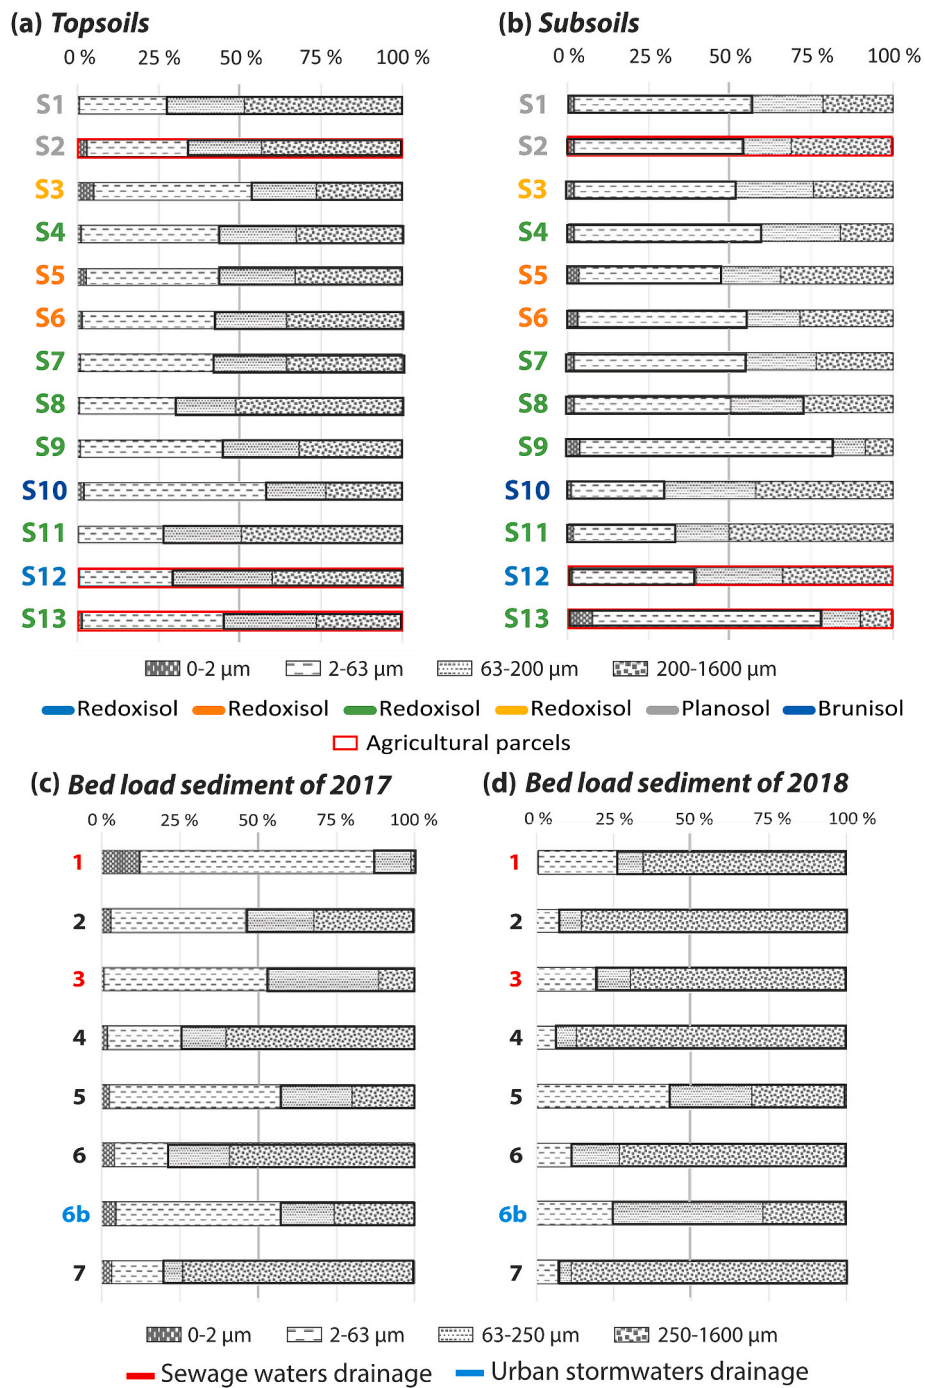 (a) Topsoils
0 % 25 % 50 % 75 % 100 %
S1
S2
S3
S4
S5
S6
S7
S8
S9
S10
S11
S12
S13
(b) Subsoils
0 % 25 % 50 % 75 % 100 %
S1
S2
S3
S4
S5
S6
S7
S8
S9
S10
S11
S12
S13
0-2 µm 2-63 µm 63-200 µm 200-1600 µm
Redoxisol Redoxisol Redoxisol Redoxisol Planosol Brunisol
Agricultural parcels
(c) Bed load sediment of 2017
0 % 25 % 50 % 75 % 100 %
1
2
3
4
5
6
6b
7
(d) Bed load sediment of 2018
0 % 25 % 50 % 75 % 100 %
1
2
3
4
5
6
6b
7
0-2 µm 2-63 µm 63-250 µm 250-1600 µm
Sewage waters drainage Urban stormwaters drainage